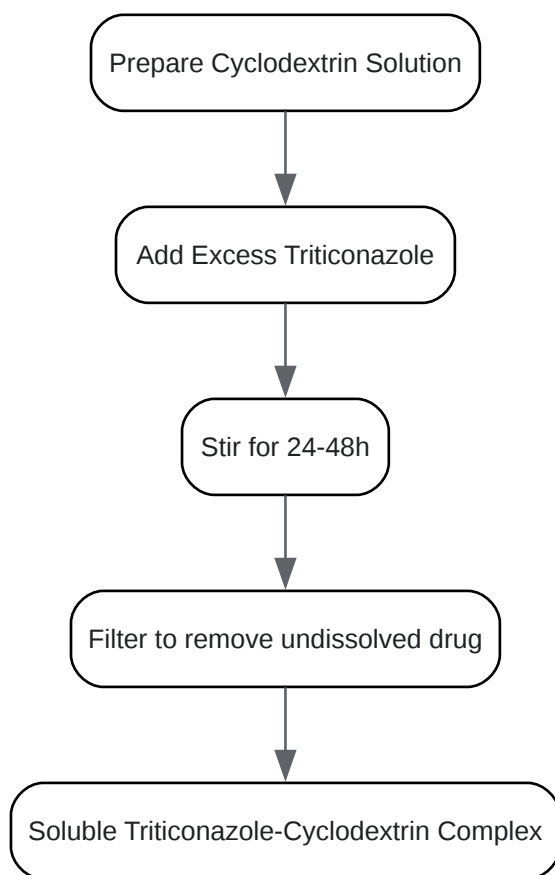 Prepare Cyclodextrin Solution
Add Excess Triticonazole
Stir for 24-48h
Filter to remove undissolved drug
Soluble Triticonazole-Cyclodextrin Complex